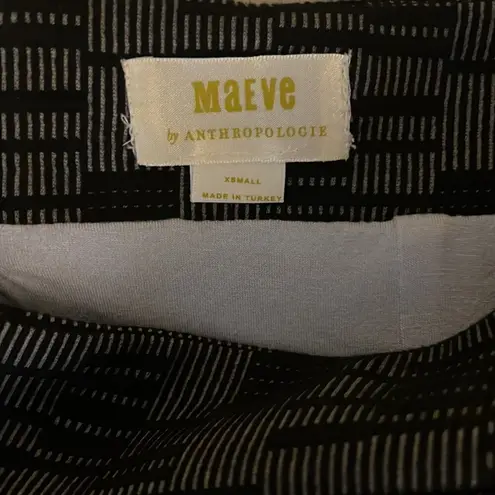 MaEve
by ANTHROPOLOGIE
XSMALL
MADE IN TURKEY